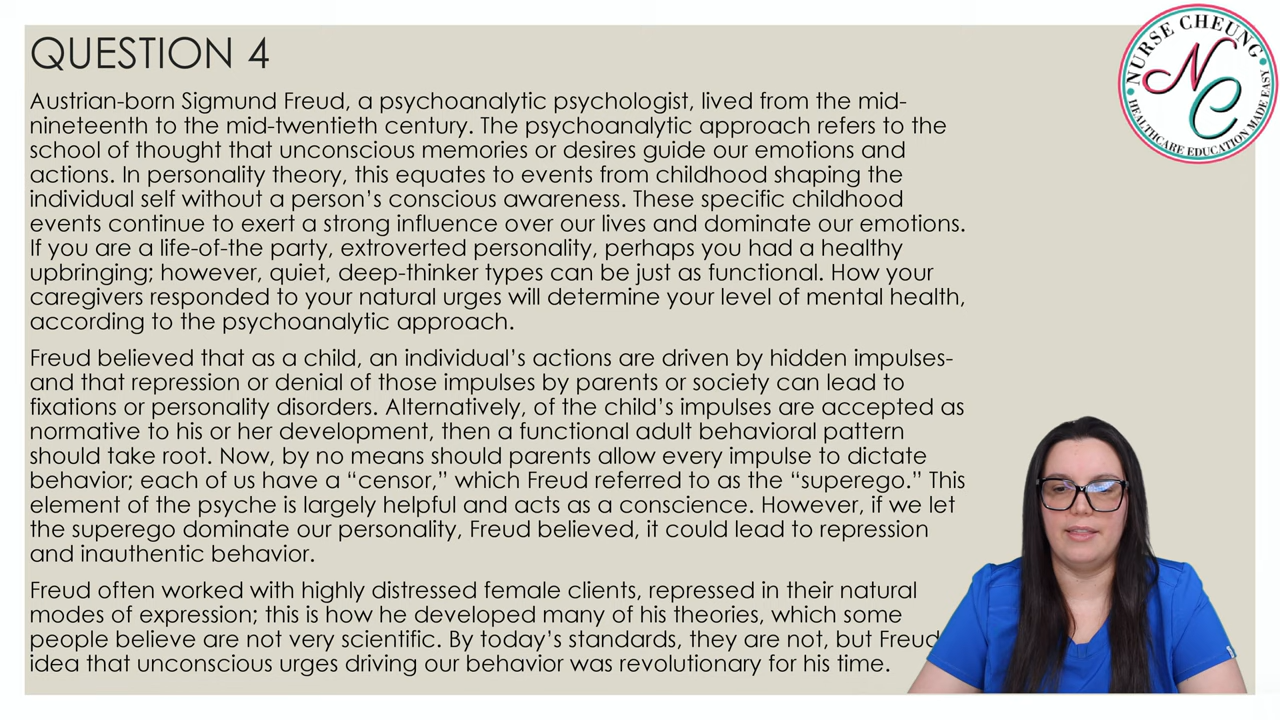 QUESTION 4
Austrian-born Sigmund Freud, a psychoanalytic psychologist, lived from the mid-
nineteenth to the mid-twentieth century. The psychoanalytic approach refers to the
school of thought that unconscious memories or desires guide our emotions and
actions. In personality theory, this equates to events from childhood shaping the
individual self without a person's conscious awareness. These specific childhood
events continue to exert a strong influence over our lives and dominate our emotions.
If you are a life-of-the party, extroverted personality, perhaps you had a healthy
upbringing; however, quiet, deep-thinker types can be just as functional. How your
caregivers responded to your natural urges will determine your level of mental health,
according to the psychoanalytic approach.
Freud believed that as a child, an individual's actions are driven by hidden impulses-
and that repression or denial of those impulses by parents or society can lead to
fixations or personality disorders. Alternatively, of the child's impulses are accepted as
normative to his or her development, then a functional adult behavioral pattern
should take root. Now, by no means should parents allow every impulse to dictate
behavior; each of us have a "censor," which Freud referred to as the "superego." This
element of the psyche is largely helpful and acts as a conscience. However, if we let
the superego dominate our personality, Freud believed, it could lead to repression
and inauthentic behavior.
Freud often worked with highly distressed female clients, repressed in their natural
modes of expression; this is how he developed many of his theories, which some
people believe are not very scientific. By today's standards, they are not, but Freud
idea that unconscious urges driving our behavior was revolutionary for his time.
NURSE CHEUNG
NC
HEALTHCARE EDUCATION MADE EASY